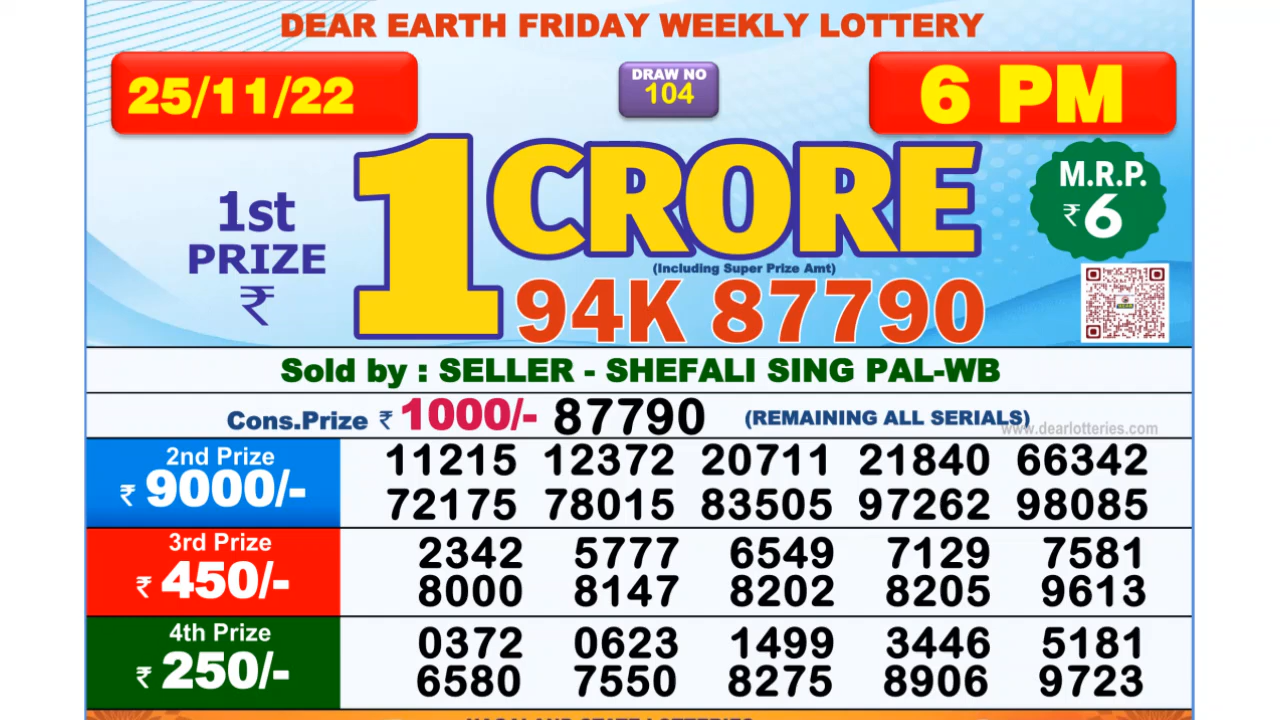 DEAR EARTH FRIDAY WEEKLY LOTTERY
25/11/22
DRAW NO
104
6 PM
1st
PRIZE
₹
1 CRORE
(Including Super Prize Amt)
94K 87790
M.R.P.
₹ 6
Sold by : SELLER - SHEFALI SING PAL-WB
Cons.Prize ₹ 1000/- 87790 (REMAINING ALL SERIALS)
www.dearlotteries.com
2nd Prize
₹ 9000/-
11215 12372 20711 21840 66342
72175 78015 83505 97262 98085
3rd Prize
₹ 450/-
2342 5777 6549 7129 7581
8000 8147 8202 8205 9613
4th Prize
₹ 250/-
0372 0623 1499 3446 5181
6580 7550 8275 8906 9723